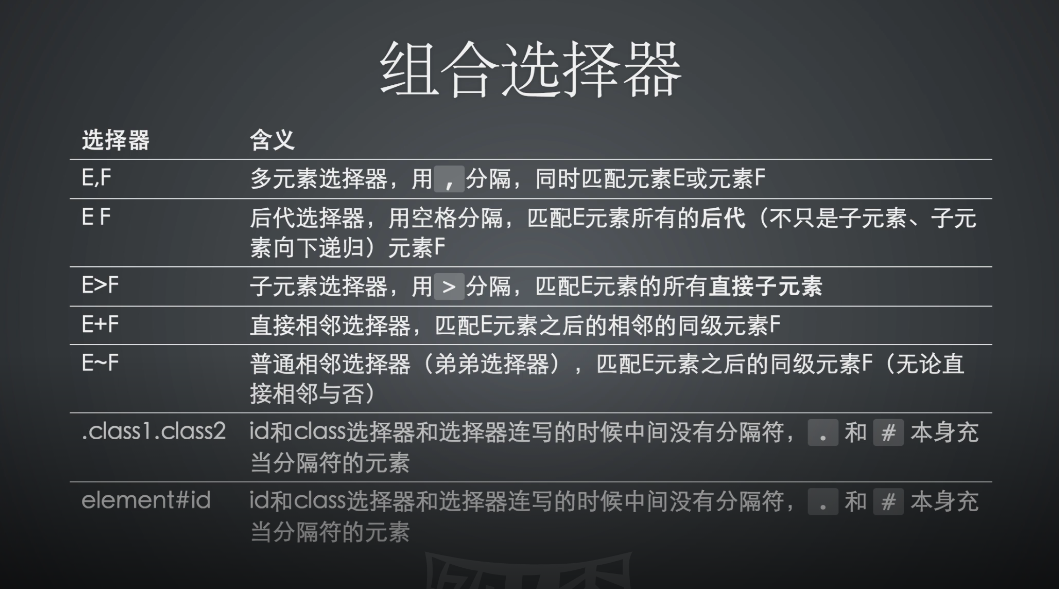 组合选择器
选择器 含义
E,F 多元素选择器，用 , 分隔，同时匹配元素E或元素F
E F 后代选择器，用空格分隔，匹配E元素所有的后代（不只是子元素、子元
素向下递归）元素F
E>F 子元素选择器，用 > 分隔，匹配E元素的所有直接子元素
E+F 直接相邻选择器，匹配E元素之后的相邻的同级元素F
E~F 普通相邻选择器（弟弟选择器），匹配E元素之后的同级元素F（无论直
接相邻与否）
.class1.class2 id和class选择器和选择器连写的时候中间没有分隔符， . 和 # 本身充
当分隔符的元素
element#id id和class选择器和选择器连写的时候中间没有分隔符， . 和 # 本身充
当分隔符的元素